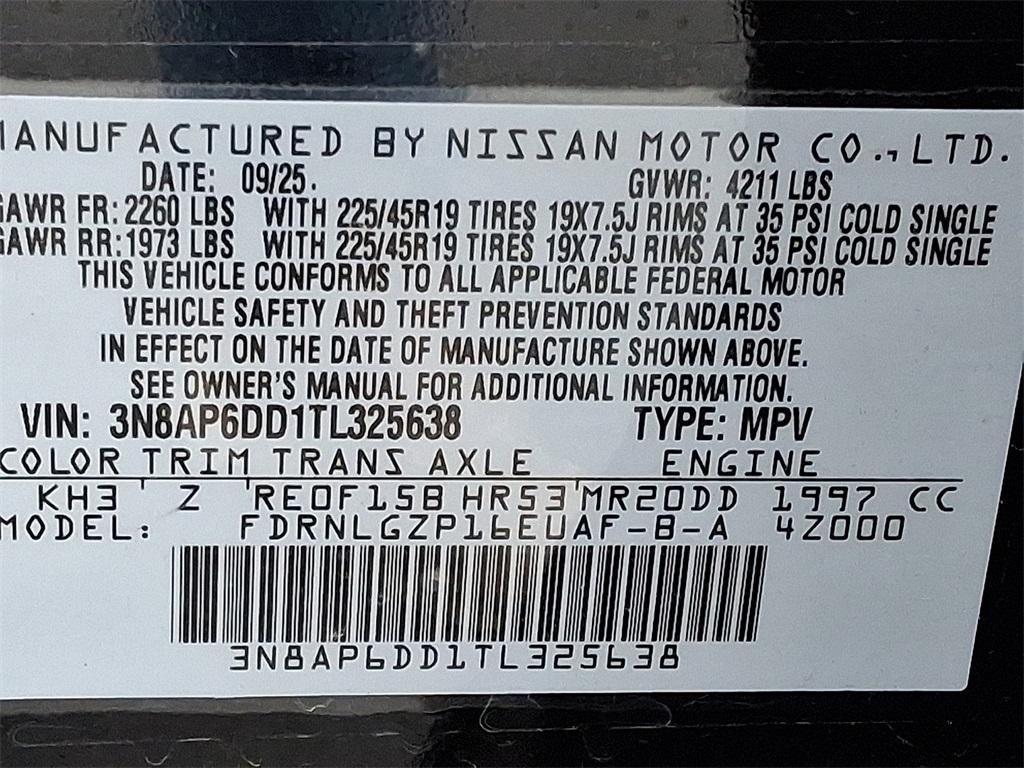 MANUFACTURED BY NISSAN MOTOR CO., LTD.
DATE: 09/25. GVWR: 4211 LBS
GAWR FR: 2260 LBS WITH 225/45R19 TIRES 19X7.5J RIMS AT 35 PSI COLD SINGLE
GAWR RR: 1973 LBS WITH 225/45R19 TIRES 19X7.5J RIMS AT 35 PSI COLD SINGLE
THIS VEHICLE CONFORMS TO ALL APPLICABLE FEDERAL MOTOR
VEHICLE SAFETY AND THEFT PREVENTION STANDARDS
IN EFFECT ON THE DATE OF MANUFACTURE SHOWN ABOVE.
SEE OWNER'S MANUAL FOR ADDITIONAL INFORMATION.
VIN: 3N8AP6DD1TL325638 TYPE: MPV
COLOR TRIM TRANS AXLE ENGINE
KH3 Z RE0F15B HR53 MR20DD 1997 CC
MODEL: FDRNLGZP16EUAF-B-A 4Z000
3N8AP6DD1TL325638